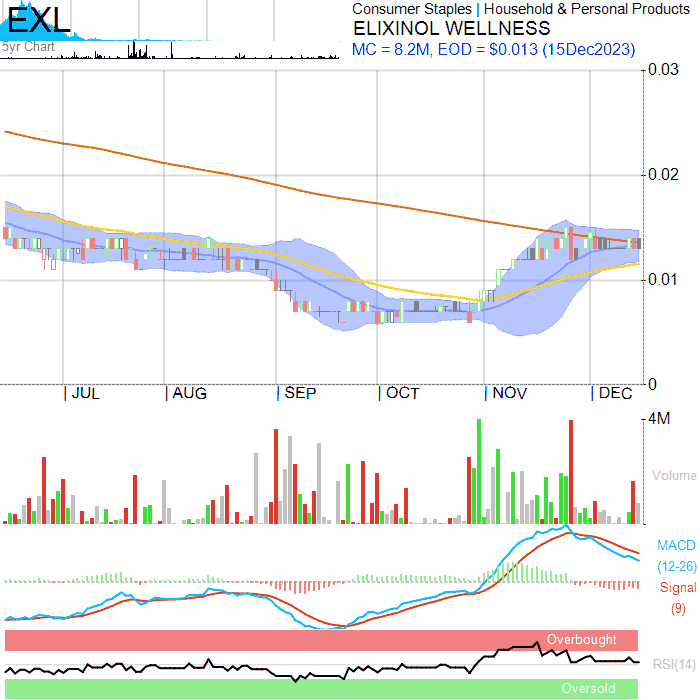 EXL
Consumer Staples | Household & Personal Products
ELIXINOL WELLNESS
5yr Chart
MC = 8.2M, EOD = $0.013 (15Dec2023)
0.03
0.02
0.01
0
JUL AUG SEP OCT NOV DEC
4M
Volume
MACD
(12-26)
Signal
(9)
Overbought
RSI(14)
Oversold